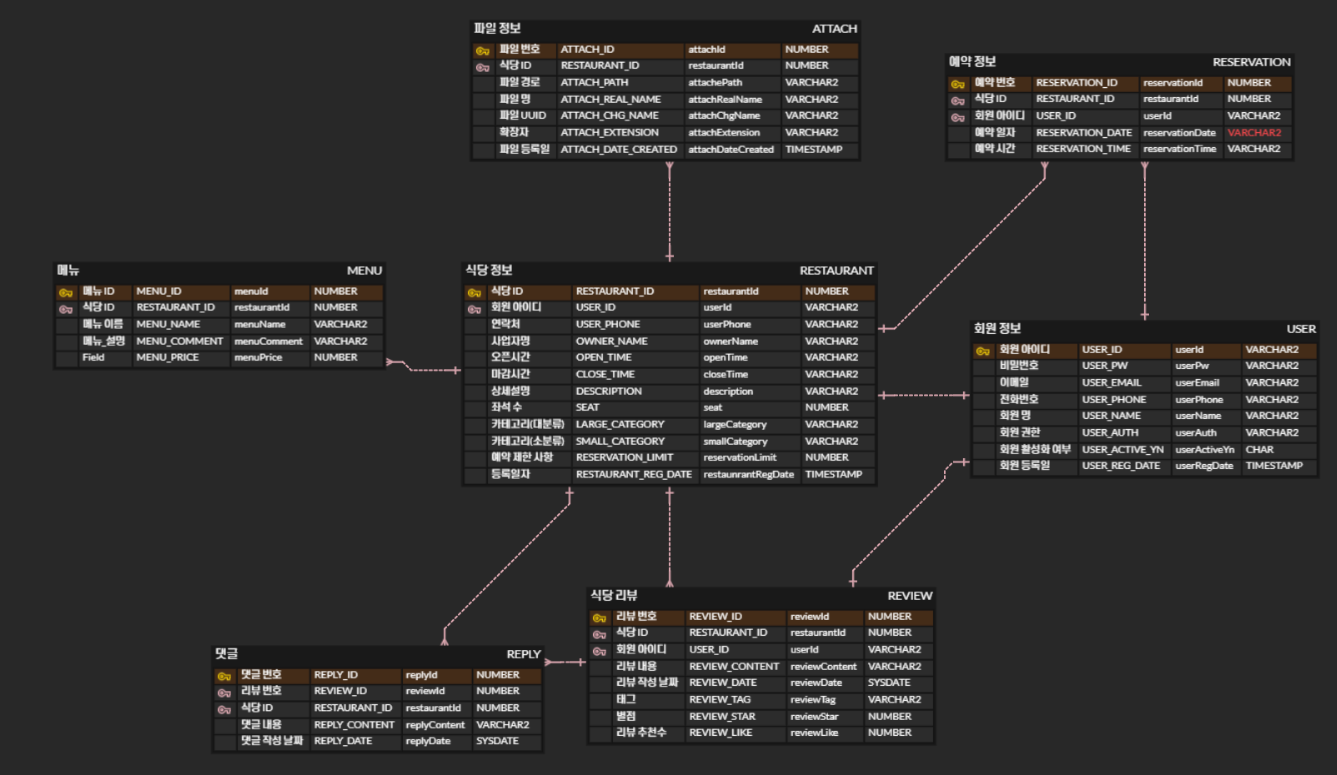 파일 정보 ATTACH
파일 번호 ATTACH_ID attachId NUMBER
식당 ID RESTAURANT_ID restaurantId NUMBER
파일 경로 ATTACH_PATH attachePath VARCHAR2
파일 명 ATTACH_REAL_NAME attachRealName VARCHAR2
파일 UUID ATTACH_CHG_NAME attachChgName VARCHAR2
확장자 ATTACH_EXTENSION attachExtension VARCHAR2
파일 등록일 ATTACH_DATE_CREATED attachDateCreated TIMESTAMP
예약 정보 RESERVATION
예약 번호 RESERVATION_ID reservationId NUMBER
식당 ID RESTAURANT_ID restaurantId NUMBER
회원 아이디 USER_ID userId VARCHAR2
예약 일자 RESERVATION_DATE reservationDate VARCHAR2
예약 시간 RESERVATION_TIME reservationTime VARCHAR2
메뉴 MENU
메뉴 ID MENU_ID menuId NUMBER
식당 ID RESTAURANT_ID restaurantId NUMBER
메뉴 이름 MENU_NAME menuName VARCHAR2
메뉴_설명 MENU_COMMENT menuComment VARCHAR2
Field MENU_PRICE menuPrice NUMBER
식당 정보 RESTAURANT
식당 ID RESTAURANT_ID restaurantId NUMBER
회원 아이디 USER_ID userId VARCHAR2
연락처 USER_PHONE userPhone VARCHAR2
사업자명 OWNER_NAME ownerName VARCHAR2
오픈시간 OPEN_TIME openTime VARCHAR2
마감시간 CLOSE_TIME closeTime VARCHAR2
상세설명 DESCRIPTION description VARCHAR2
좌석 수 SEAT seat NUMBER
카테고리(대분류) LARGE_CATEGORY largeCategory VARCHAR2
카테고리(소분류) SMALL_CATEGORY smallCategory VARCHAR2
예약 제한 사항 RESERVATION_LIMIT reservationLimit NUMBER
등록일자 RESTAURANT_REG_DATE restaunrantRegDate TIMESTAMP
회원 정보 USER
회원 아이디 USER_ID userId VARCHAR2
비밀번호 USER_PW userPw VARCHAR2
이메일 USER_EMAIL userEmail VARCHAR2
전화번호 USER_PHONE userPhone VARCHAR2
회원 명 USER_NAME userName VARCHAR2
회원 권한 USER_AUTH userAuth VARCHAR2
회원 활성화 여부 USER_ACTIVE_YN userActiveYn CHAR
회원 등록일 USER_REG_DATE userRegDate TIMESTAMP
식당 리뷰 REVIEW
리뷰 번호 REVIEW_ID reviewId NUMBER
식당 ID RESTAURANT_ID restaurantId NUMBER
회원 아이디 USER_ID userId VARCHAR2
리뷰 내용 REVIEW_CONTENT reviewContent VARCHAR2
리뷰 작성 날짜 REVIEW_DATE reviewDate SYSDATE
태그 REVIEW_TAG reviewTag VARCHAR2
별점 REVIEW_STAR reviewStar NUMBER
리뷰 추천수 REVIEW_LIKE reviewLike NUMBER
댓글 REPLY
댓글 번호 REPLY_ID replyId NUMBER
리뷰 번호 REVIEW_ID reviewId NUMBER
식당 ID RESTAURANT_ID restaurantId NUMBER
댓글 내용 REPLY_CONTENT replyContent VARCHAR2
댓글 작성 날짜 REPLY_DATE replyDate SYSDATE